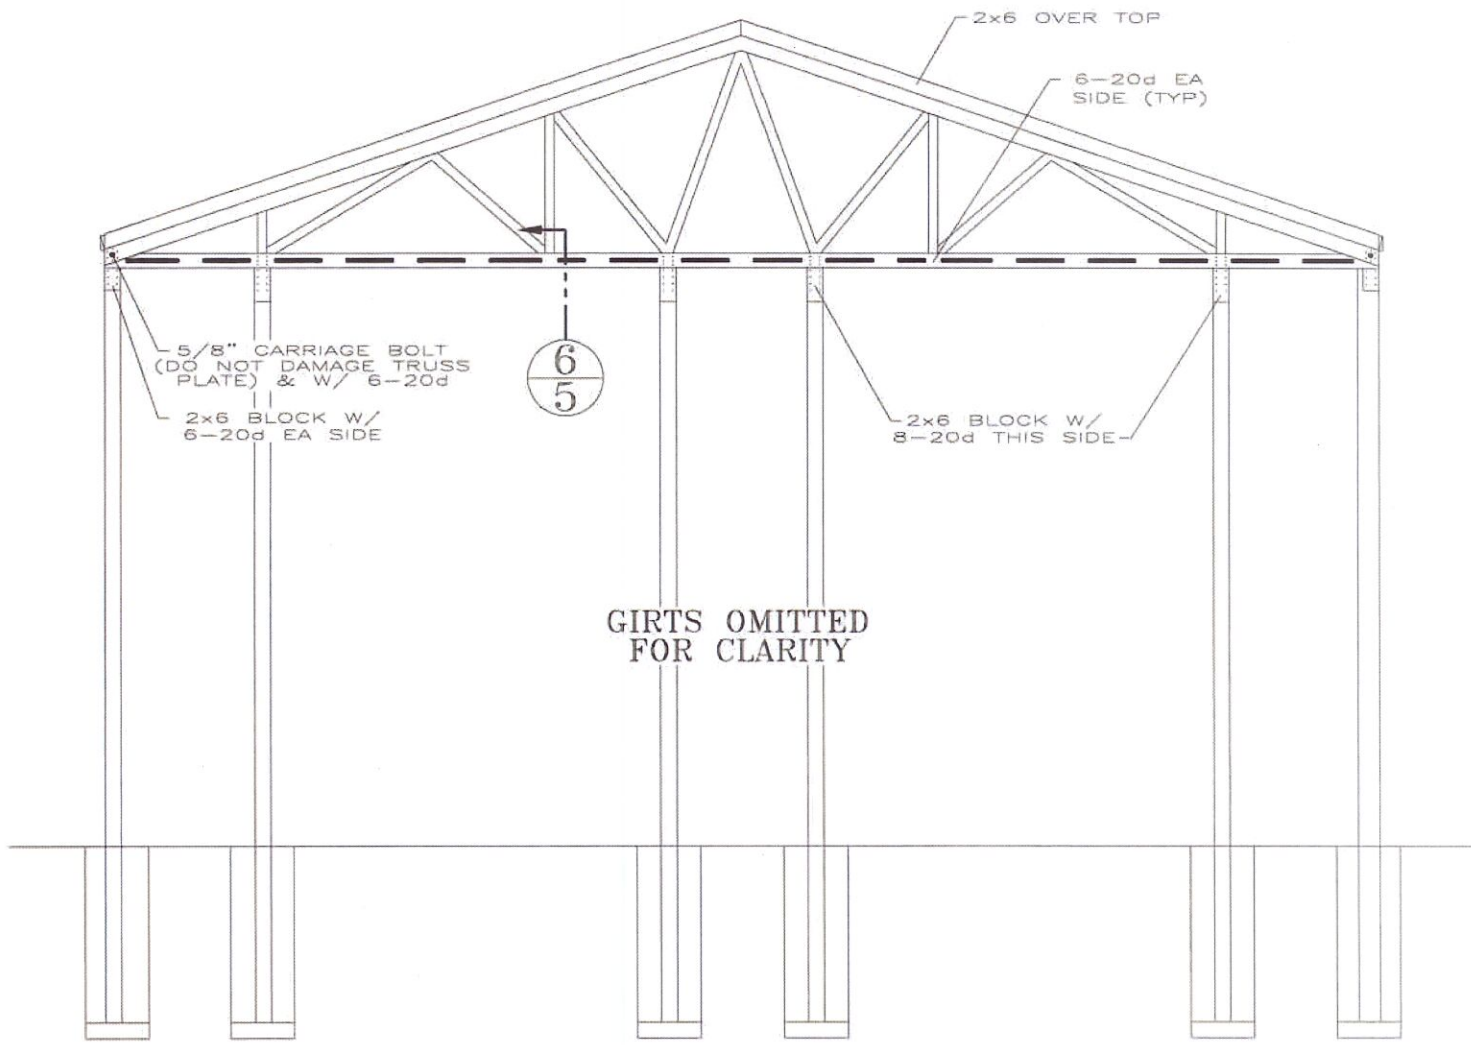 2x6 OVER TOP
6-20d EA
SIDE (TYP)
5/8" CARRIAGE BOLT
(DO NOT DAMAGE TRUSS
PLATE) & W/ 6-20d
2x6 BLOCK W/
6-20d EA SIDE
6
5
2x6 BLOCK W/
8-20d THIS SIDE
GIRTS OMITTED
FOR CLARITY